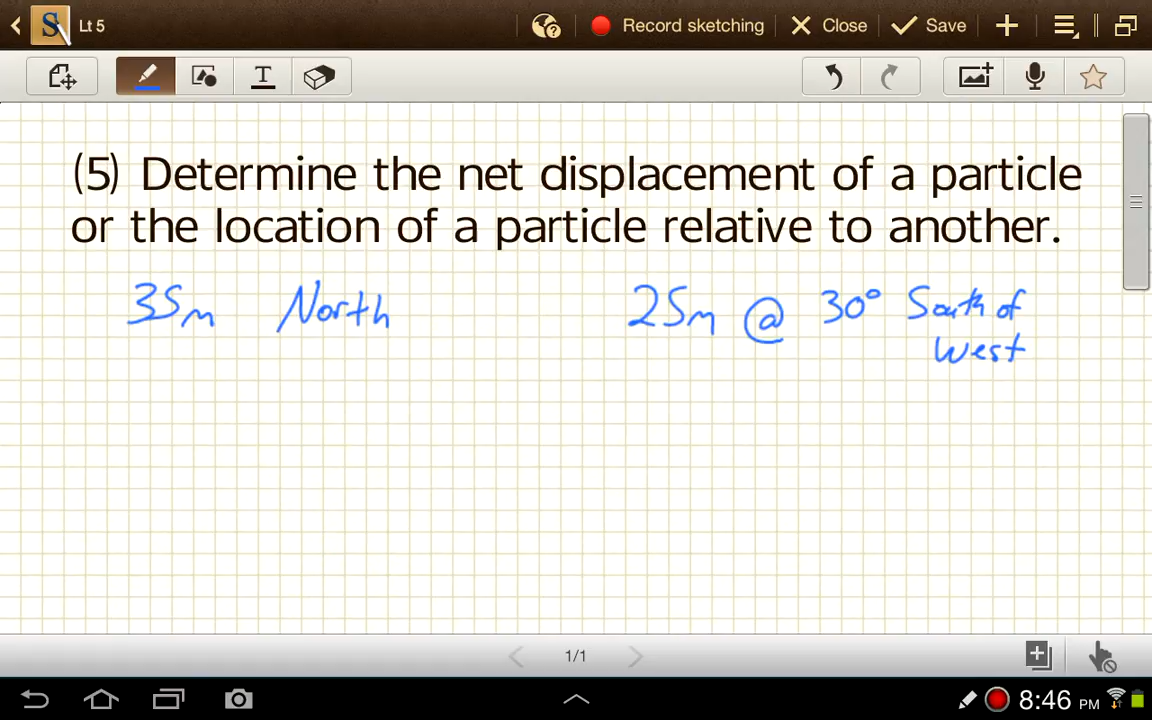 S Lt 5 Record sketching Close Save
T
(5) Determine the net displacement of a particle
or the location of a particle relative to another.
35m North 25m @ 30° South of
West
1/1
8:46 PM